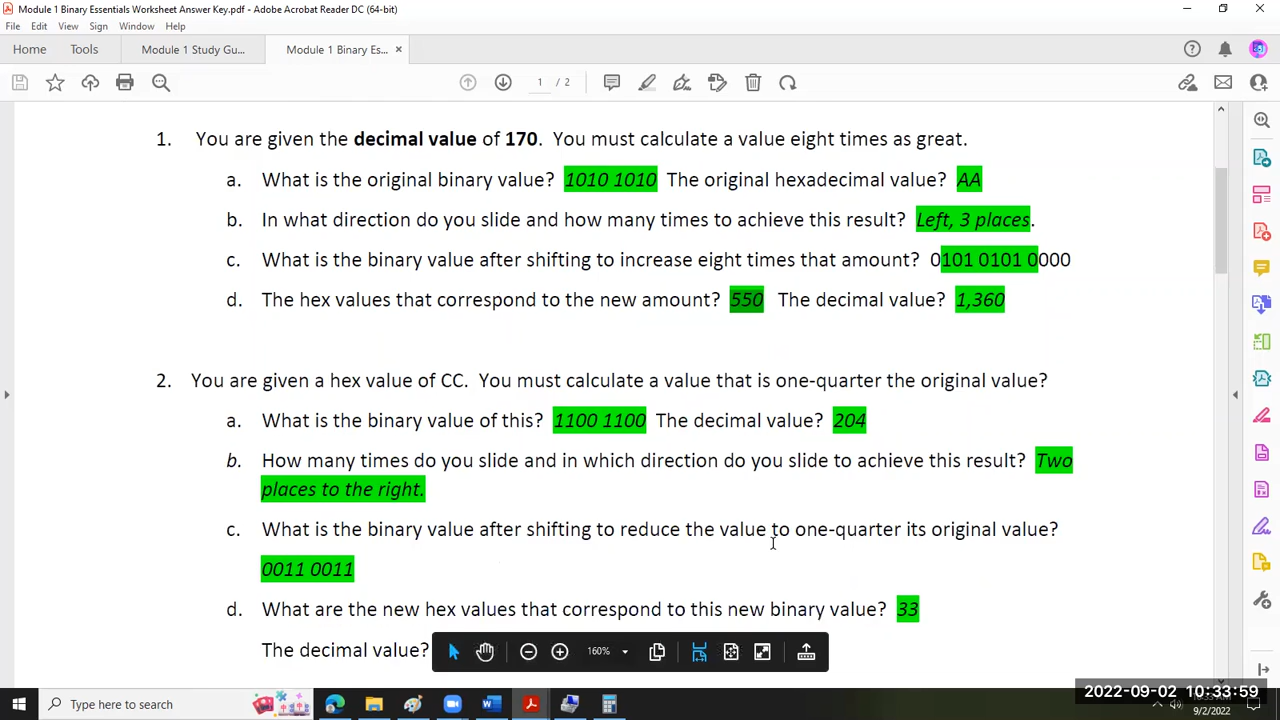 Module 1 Binary Essentials Worksheet Answer Key.pdf - Adobe Acrobat Reader DC (64-bit)
File Edit View Sign Window Help
Home Tools Module 1 Study Gu... Module 1 Binary Es... ×
1 / 2
1. You are given the decimal value of 170. You must calculate a value eight times as great.
a. What is the original binary value? 1010 1010 The original hexadecimal value? AA
b. In what direction do you slide and how many times to achieve this result? Left, 3 places.
c. What is the binary value after shifting to increase eight times that amount? 0101 0101 0000
d. The hex values that correspond to the new amount? 550 The decimal value? 1,360
2. You are given a hex value of CC. You must calculate a value that is one-quarter the original value?
a. What is the binary value of this? 1100 1100 The decimal value? 204
b. How many times do you slide and in which direction do you slide to achieve this result? Two
places to the right.
c. What is the binary value after shifting to reduce the value to one-quarter its original value?
0011 0011
d. What are the new hex values that correspond to this new binary value? 33
The decimal value?
160%
Type here to search
2022-09-02 10:33:59
9/2/2022